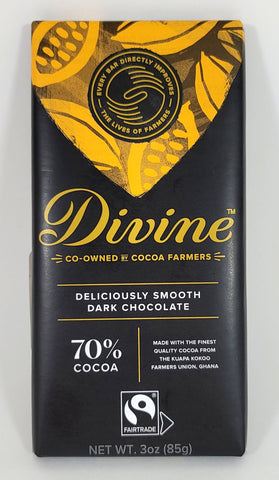 EVERY BAR DIRECTLY IMPROVES
THE LIVES OF FARMERS
Divine™
CO-OWNED BY COCOA FARMERS
DELICIOUSLY SMOOTH
DARK CHOCOLATE
70%
COCOA
MADE WITH THE FINEST
QUALITY COCOA FROM
THE KUAPA KOKOO
FARMERS UNION, GHANA
FAIRTRADE
NET WT. 3oz (85g)